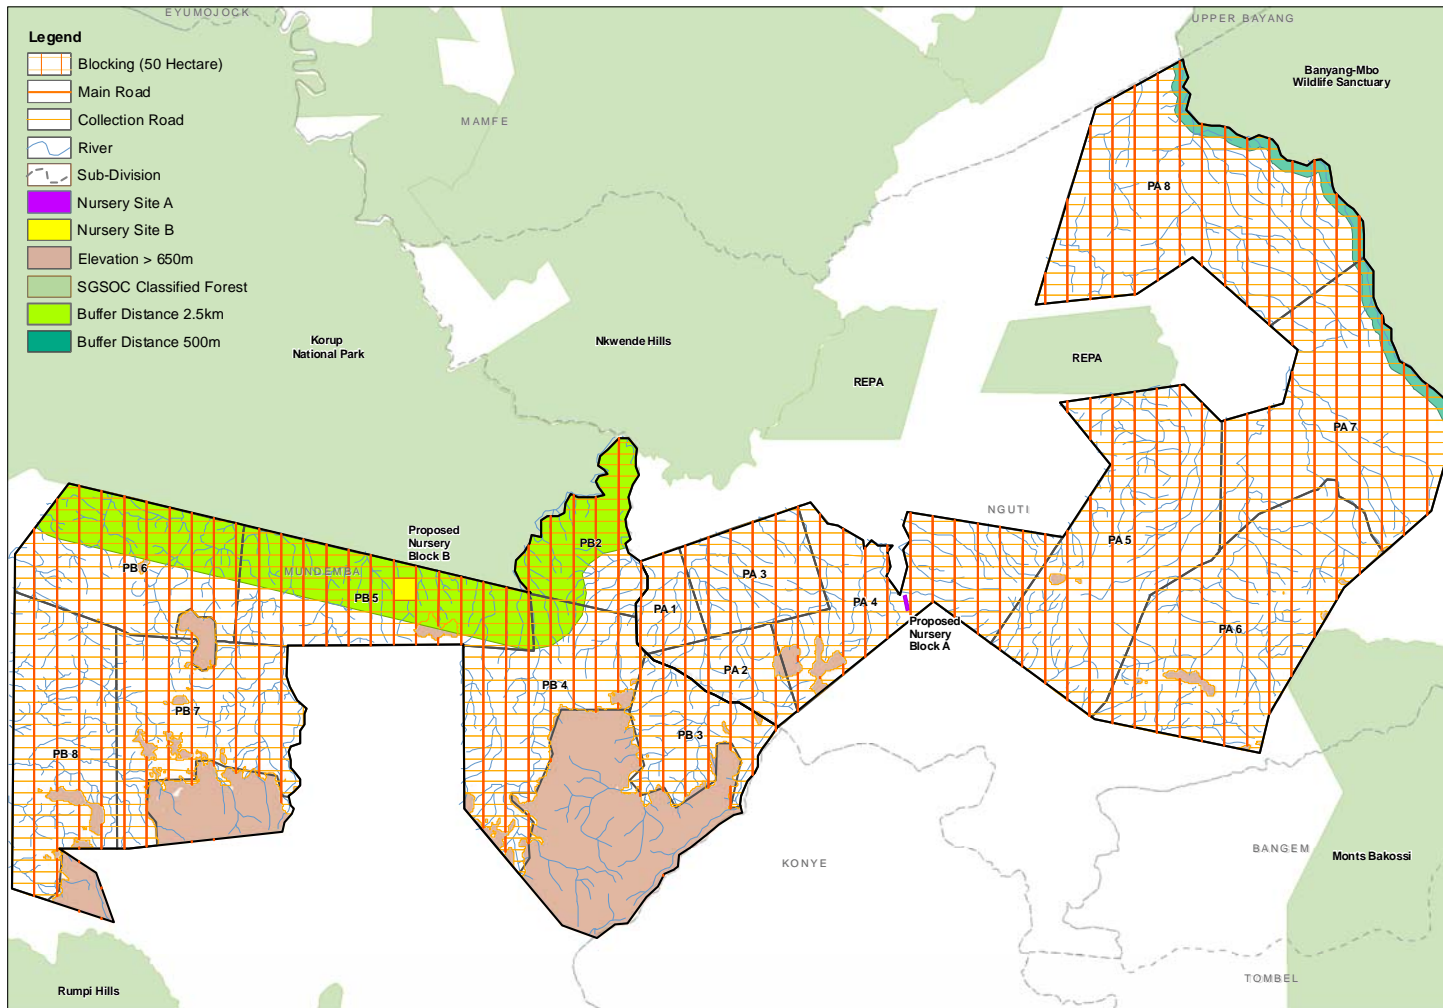 EYUMOJOCK
UPPER BAYANG
Legend
Blocking (50 Hectare)
Main Road
Collection Road
River
Sub-Division
Nursery Site A
Nursery Site B
Elevation > 650m
SGSOC Classified Forest
Buffer Distance 2.5km
Buffer Distance 500m
Banyang-Mbo
Wildlife Sanctuary
MAMFE
PA 8
Korup
National Park
Nkwende Hills
REPA
REPA
PA 7
NGUTI
Proposed
Nursery
Block B
PB2
PA 5
PB 6
MUNDEMBA
PB 5
PA 3
PA 1
PA 4
Proposed
Nursery
Block A
PA 6
PA 2
PB 4
PB 7
PB 3
PB 8
KONYE
BANGEM
Monts Bakossi
TOMBEL
Rumpi Hills